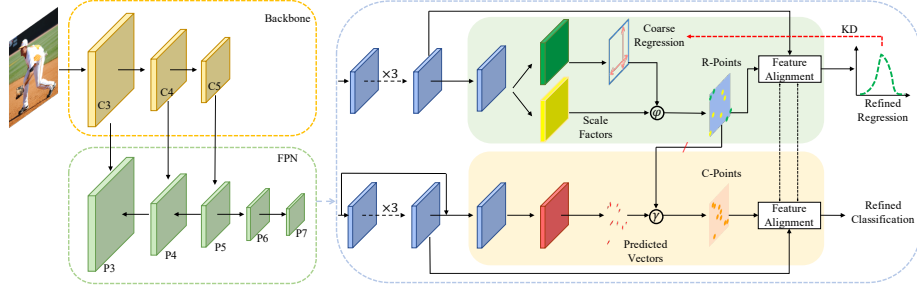 Backbone
C3
C4
C5
FPN
P3
P4
P5
P6
P7
×3
Coarse
Regression
Scale
Factors
φ
R-Points
Feature
Alignment
KD
Refined
Regression
×3
Predicted
Vectors
γ
C-Points
Feature
Alignment
Refined
Classification